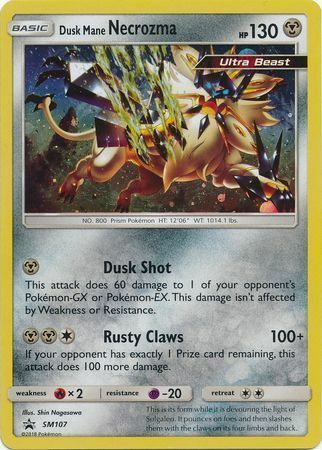 BASIC
Dusk Mane Necrozma HP 130
Ultra Beast
NO. 800 Prism Pokémon HT: 12'06" WT: 1014.1 lbs.
Dusk Shot
This attack does 60 damage to 1 of your opponent's
Pokémon-GX or Pokémon-EX. This damage isn't affected
by Weakness or Resistance.
Rusty Claws 100+
If your opponent has exactly 1 Prize card remaining, this
attack does 100 more damage.
weakness ×2 resistance -20 retreat
Illus. Shin Nagasawa
SM107
©2018 Pokémon
This is its form while it is devouring the light of
Solgaleo. It pounces on foes and then slashes
them with the claws on its four limbs and back.